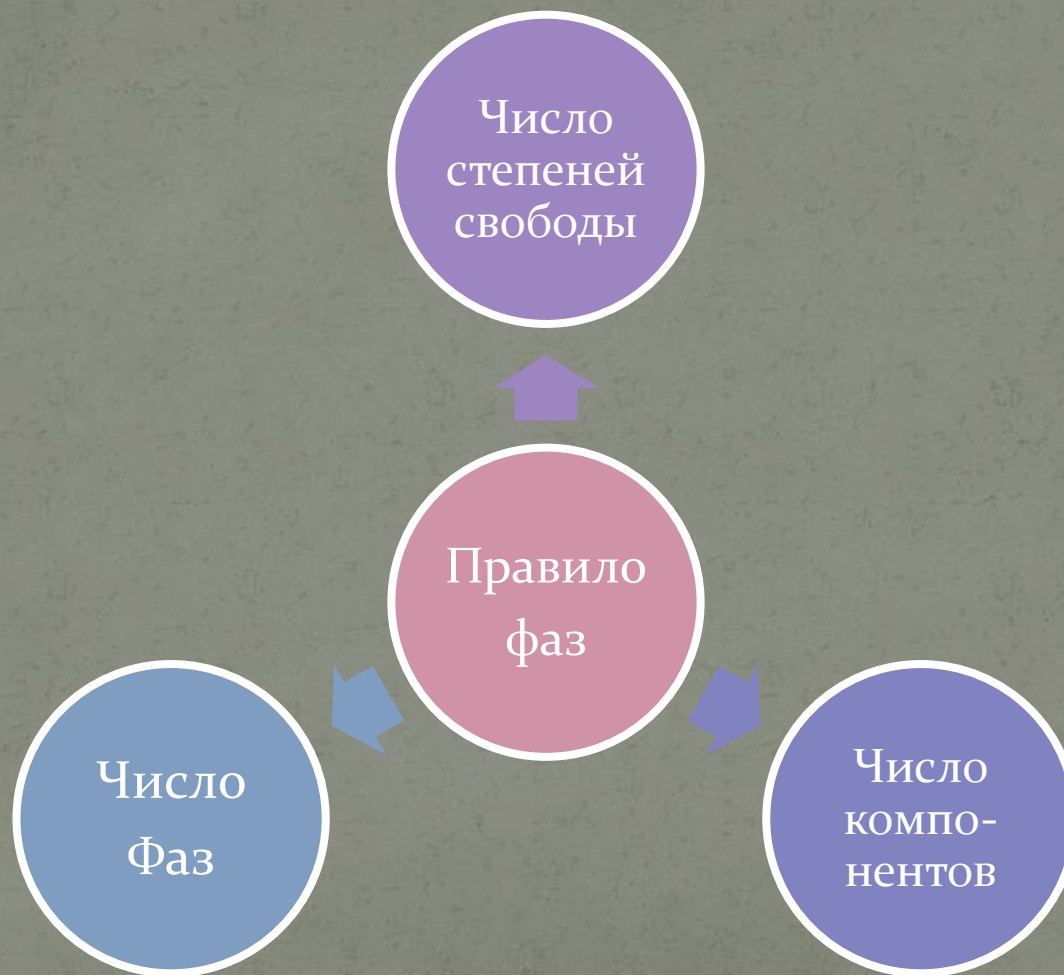 Число
степеней
свободы
Правило
фаз
Число
Фаз
Число
компо-
нентов